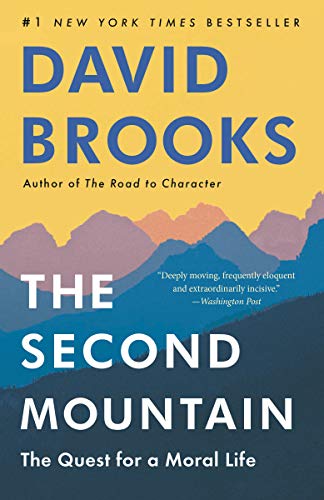 #1 NEW YORK TIMES BESTSELLER
DAVID
BROOKS
Author of The Road to Character
“Deeply moving, frequently eloquent
and extraordinarily incisive.”
—Washington Post
THE
SECOND
MOUNTAIN
The Quest for a Moral Life